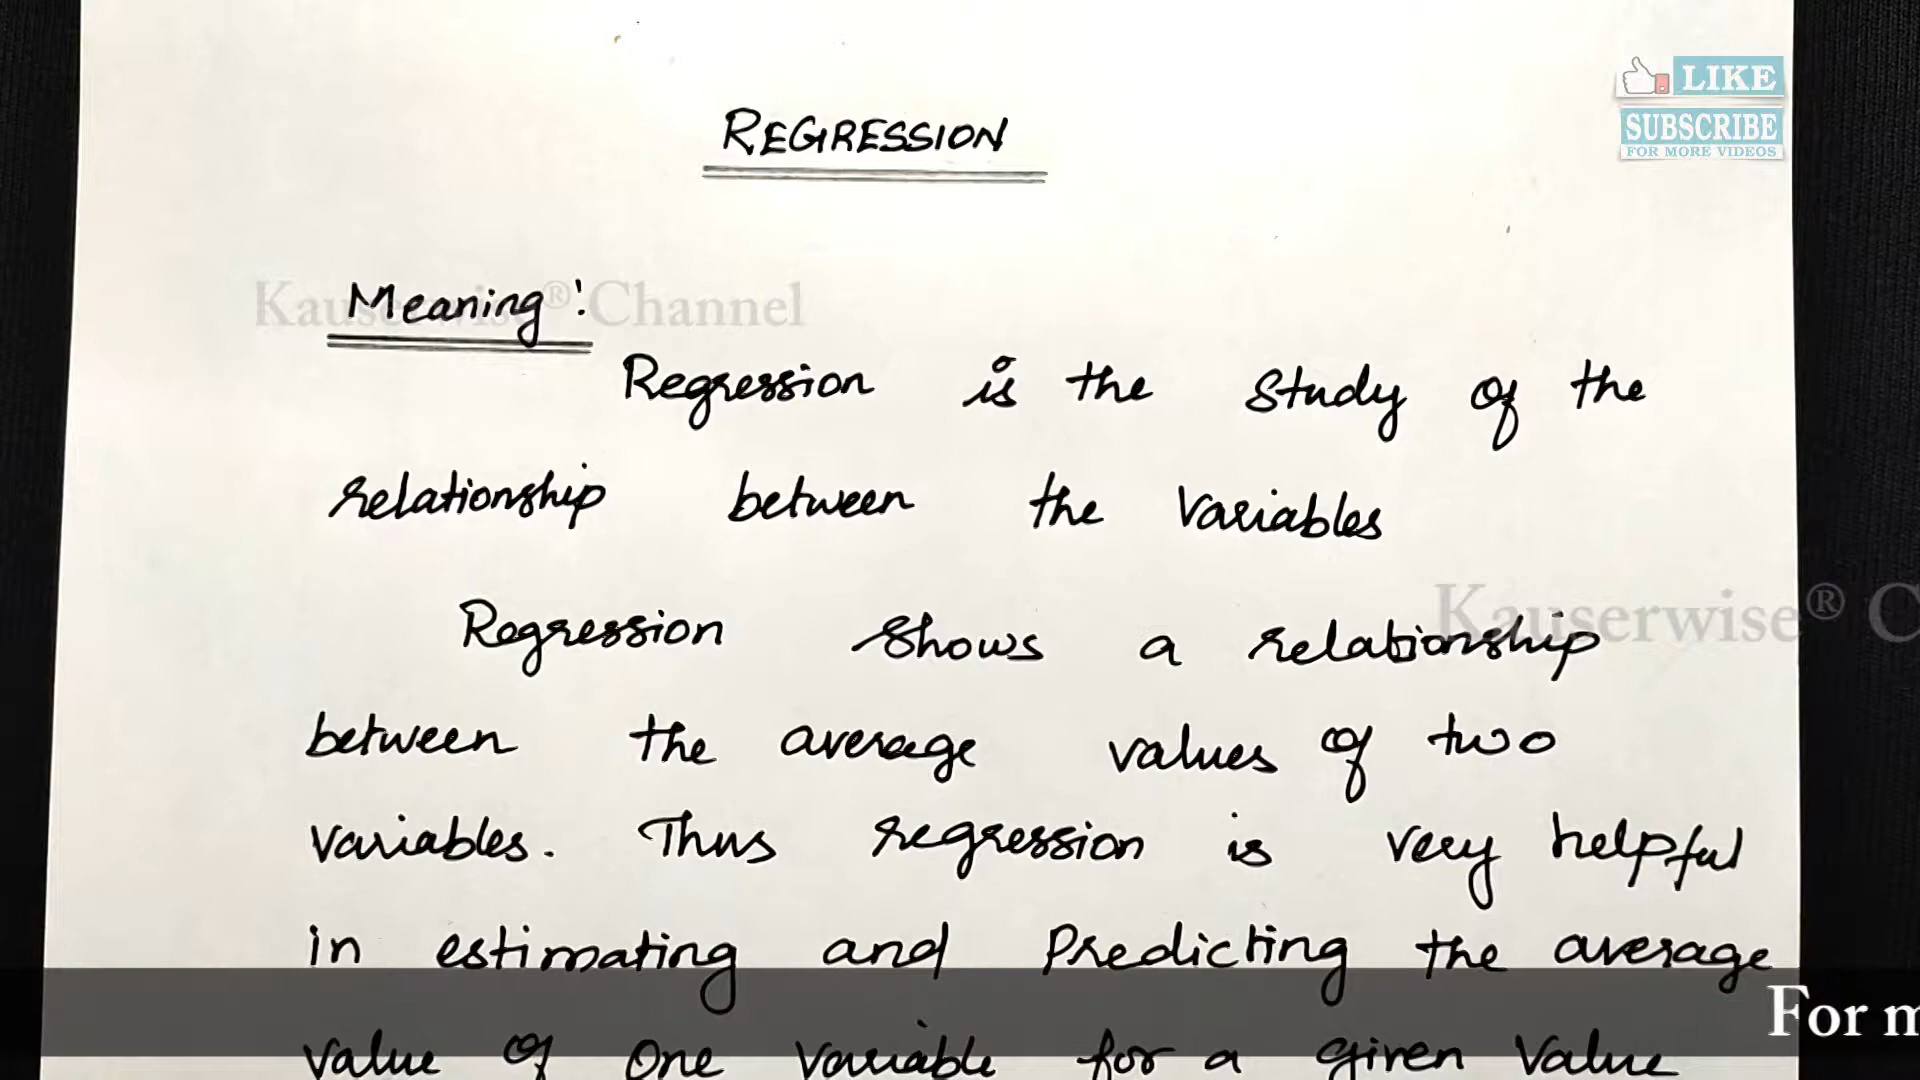 LIKE
SUBSCRIBE
FOR MORE VIDEOS
REGRESSION
Kauserwise® Channel
Meaning:
Regression is the study of the
relationship between the variables
Kauserwise® C
Regression shows a relationship
between the average values of two
variables. Thus regression is very helpful
in estimating and predicting the average
value of one variable for a given value
For m